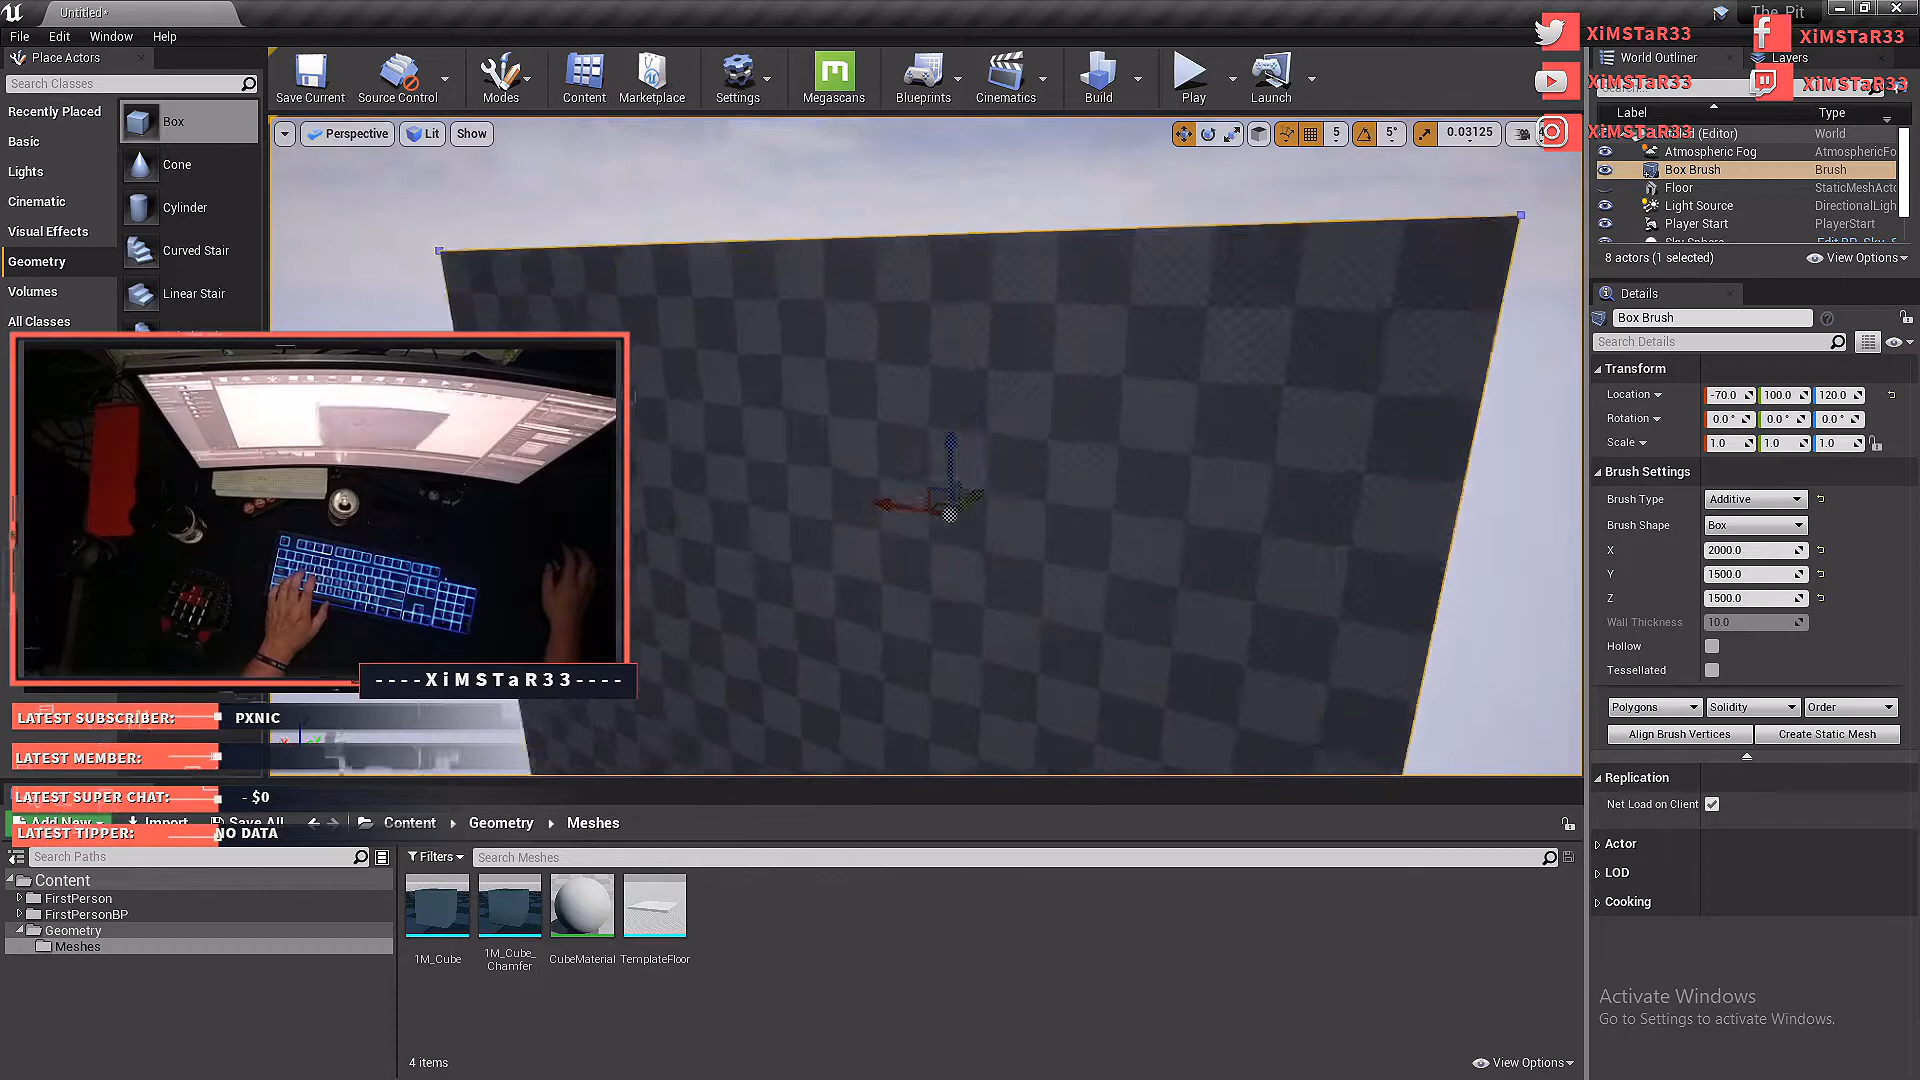 Untitled*
The Pit
File
Edit
Window
Help
XiMSTaR33
XiMSTaR33
XiMSTaR33
XiMSTaR33
XiMSTaR33
Place Actors
Search Classes
Recently Placed
Basic
Lights
Cinematic
Visual Effects
Geometry
Volumes
All Classes
Box
Cone
Cylinder
Curved Stair
Linear Stair
Save Current
Source Control
Modes
Content
Marketplace
Settings
Megascans
Blueprints
Cinematics
Build
Play
Launch
Perspective
Lit
Show
5
5°
0.03125
World Outliner
Layers
Label
Type
(Editor)
World
Atmospheric Fog
AtmosphericFo
Box Brush
Brush
Floor
StaticMeshActo
Light Source
DirectionalLigh
Player Start
PlayerStart
8 actors (1 selected)
View Options
Details
Box Brush
Search Details
Transform
Location
-70.0
100.0
120.0
Rotation
0.0 °
0.0 °
0.0 °
Scale
1.0
1.0
1.0
Brush Settings
Brush Type
Additive
Brush Shape
Box
X
2000.0
Y
1500.0
Z
1500.0
Wall Thickness
10.0
Hollow
Tessellated
Polygons
Solidity
Order
Align Brush Vertices
Create Static Mesh
Replication
Net Load on Client
Actor
LOD
Cooking
----XiMSTaR33----
LATEST SUBSCRIBER: PXNIC
LATEST MEMBER:
LATEST SUPER CHAT: - $0
LATEST TIPPER: NO DATA
Add New
Import
Save All
Content
Geometry
Meshes
Search Paths
Filters
Search Meshes
Content
FirstPerson
FirstPersonBP
Geometry
Meshes
1M_Cube
1M_Cube_
Chamfer
CubeMaterial
TemplateFloor
4 items
View Options
Activate Windows
Go to Settings to activate Windows.